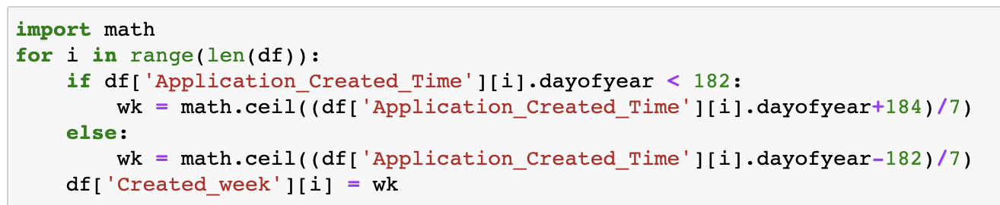 import math
for i in range(len(df)):
    if df['Application_Created_Time'][i].dayofyear < 182:
        wk = math.ceil((df['Application_Created_Time'][i].dayofyear+184)/7)
    else:
        wk = math.ceil((df['Application_Created_Time'][i].dayofyear-182)/7)
    df['Created_week'][i] = wk